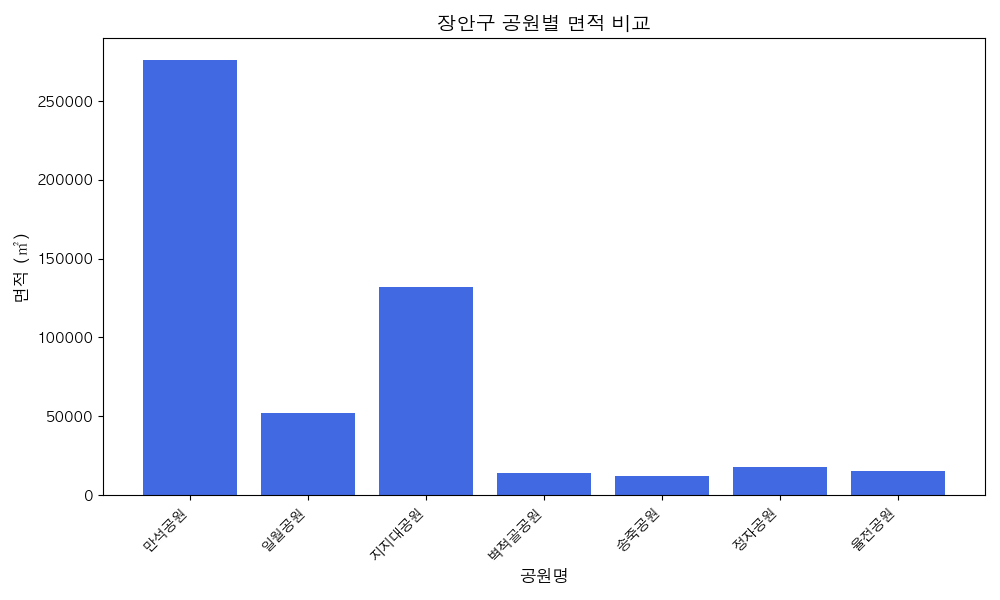 장안구 공원별 면적 비교
면적 (㎡)
250000
200000
150000
100000
50000
0
만석공원
일월공원
지지대공원
벽적골공원
송죽공원
정자공원
율전공원
공원명